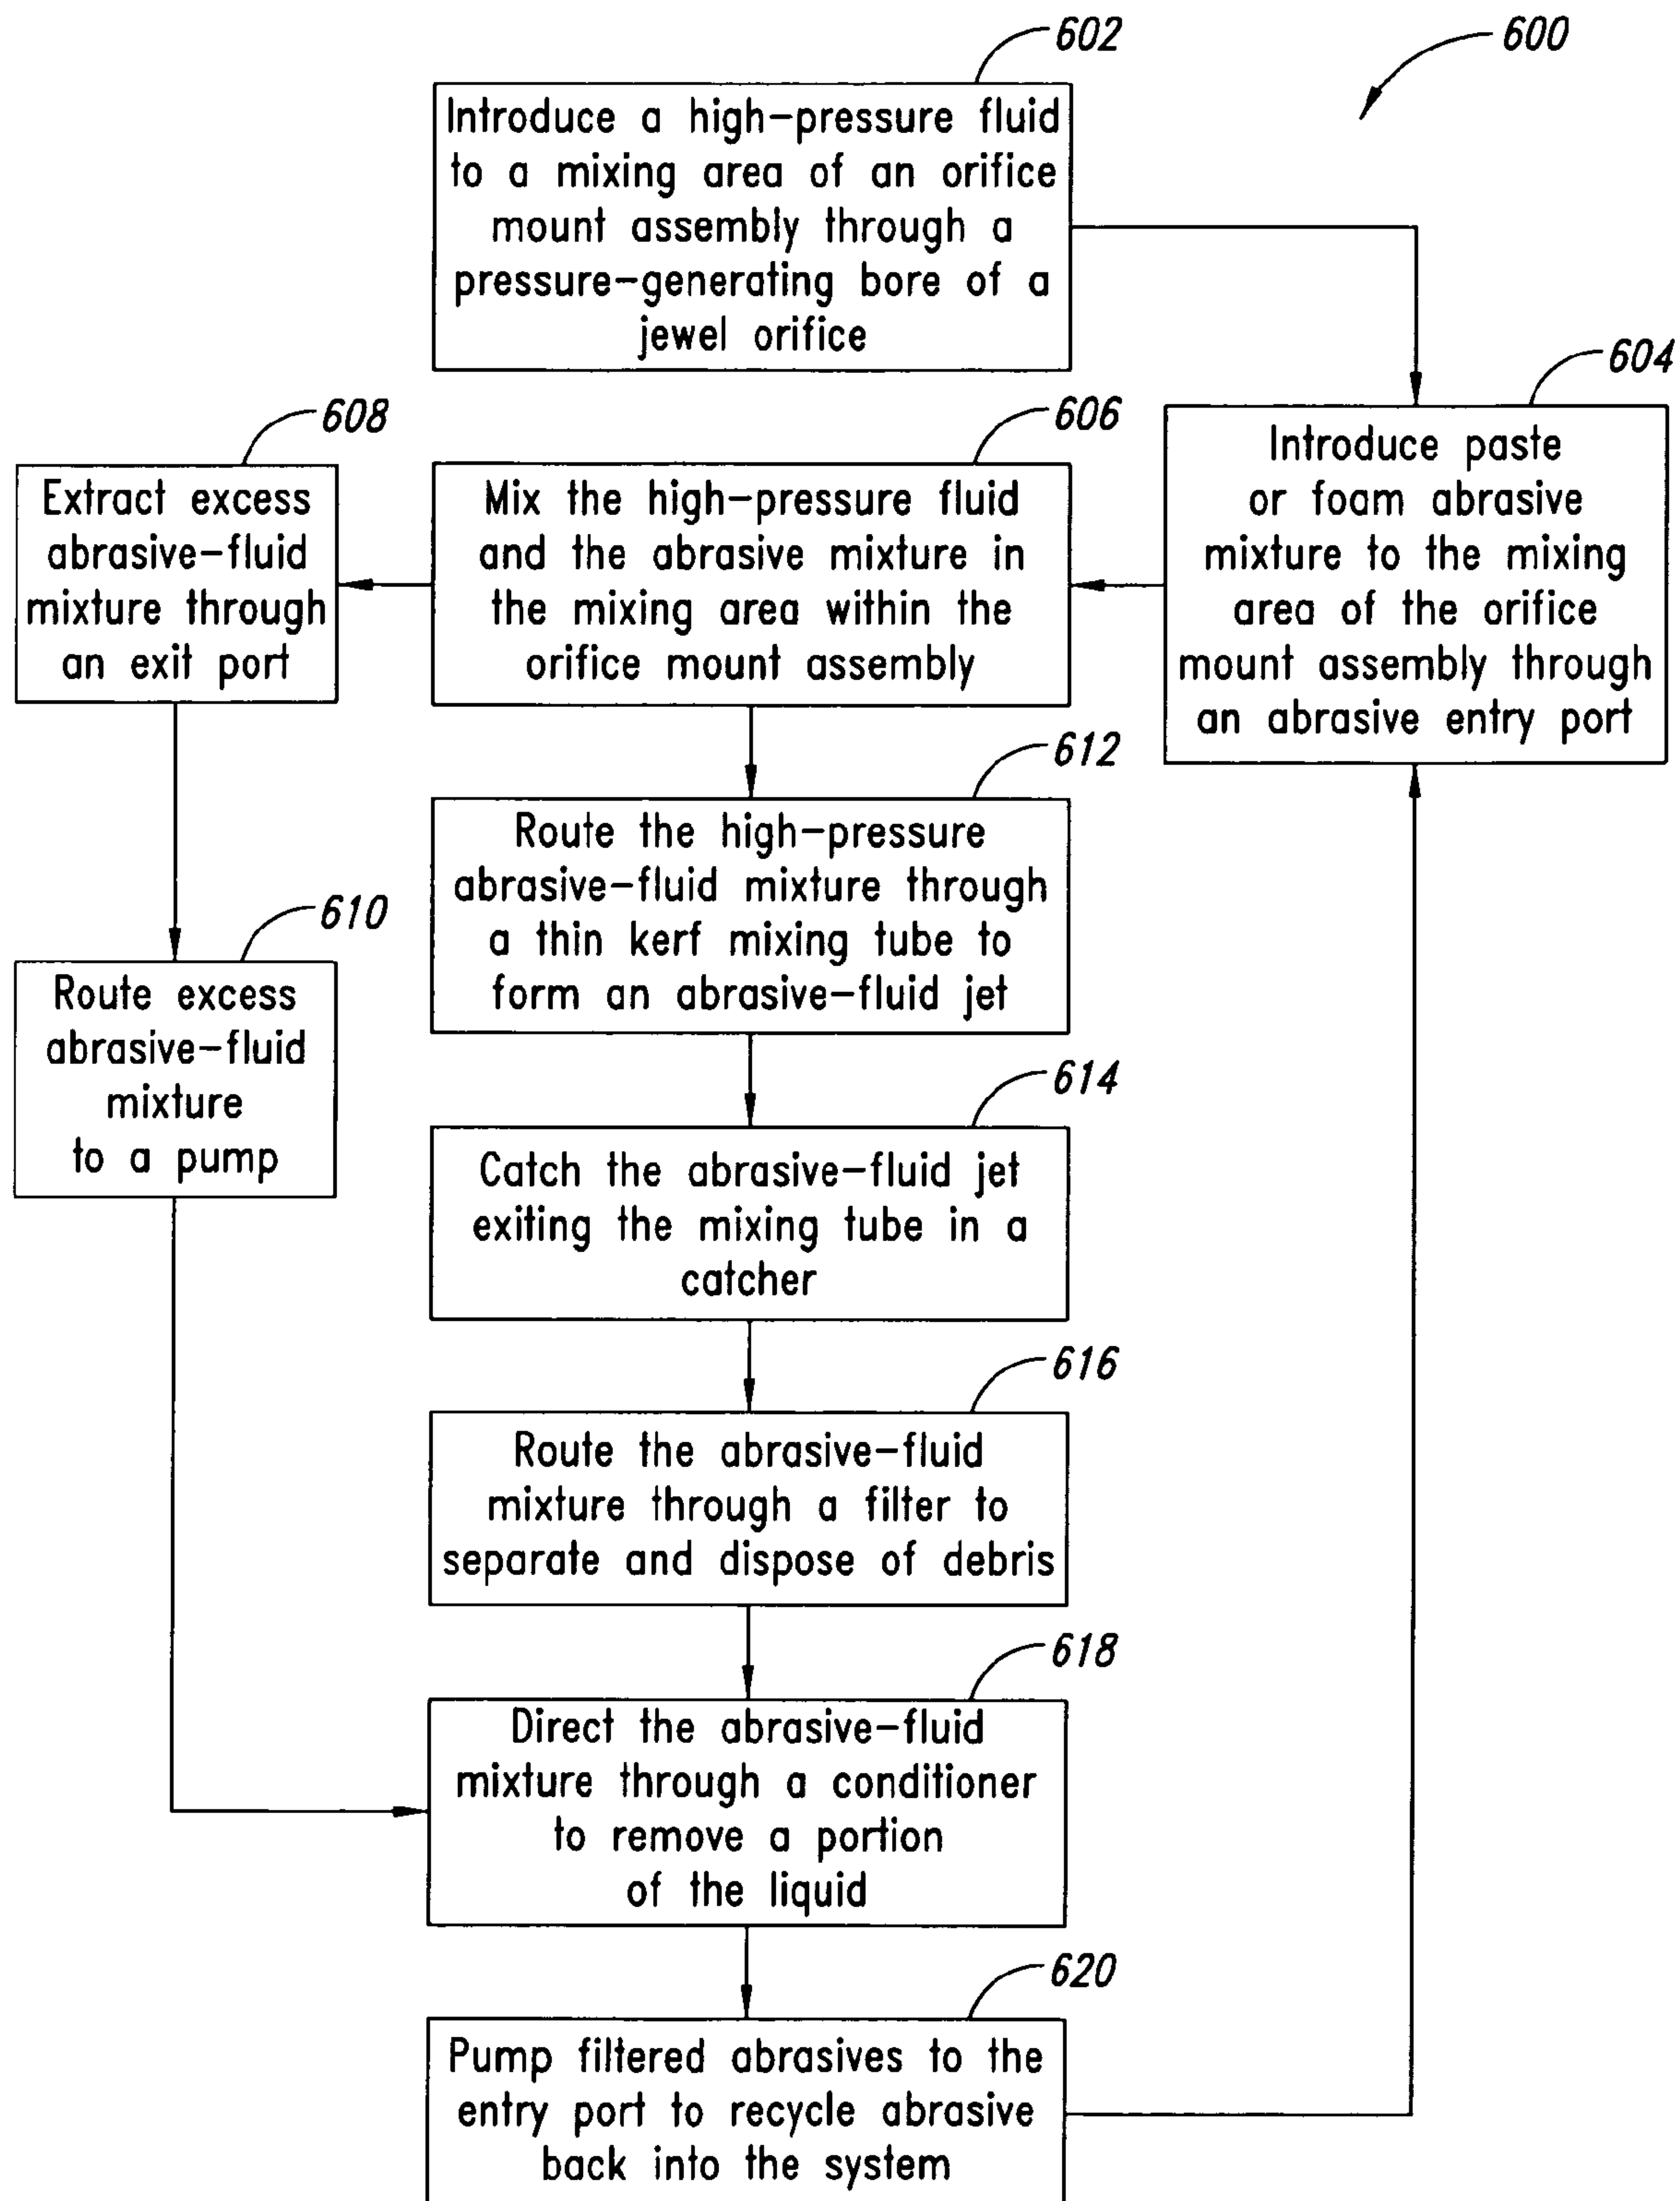 600
602
Introduce a high-pressure fluid
to a mixing area of an orifice
mount assembly through a
pressure-generating bore of a
jewel orifice
604
Introduce paste
or foam abrasive
mixture to the mixing
area of the orifice
mount assembly through
an abrasive entry port
606
Mix the high-pressure fluid
and the abrasive mixture in
the mixing area within the
orifice mount assembly
608
Extract excess
abrasive-fluid
mixture through
an exit port
610
Route excess
abrasive-fluid
mixture
to a pump
612
Route the high-pressure
abrasive-fluid mixture through
a thin kerf mixing tube to
form an abrasive-fluid jet
614
Catch the abrasive-fluid jet
exiting the mixing tube in a
catcher
616
Route the abrasive-fluid
mixture through a filter to
separate and dispose of debris
618
Direct the abrasive-fluid
mixture through a conditioner
to remove a portion
of the liquid
620
Pump filtered abrasives to the
entry port to recycle abrasive
back into the system